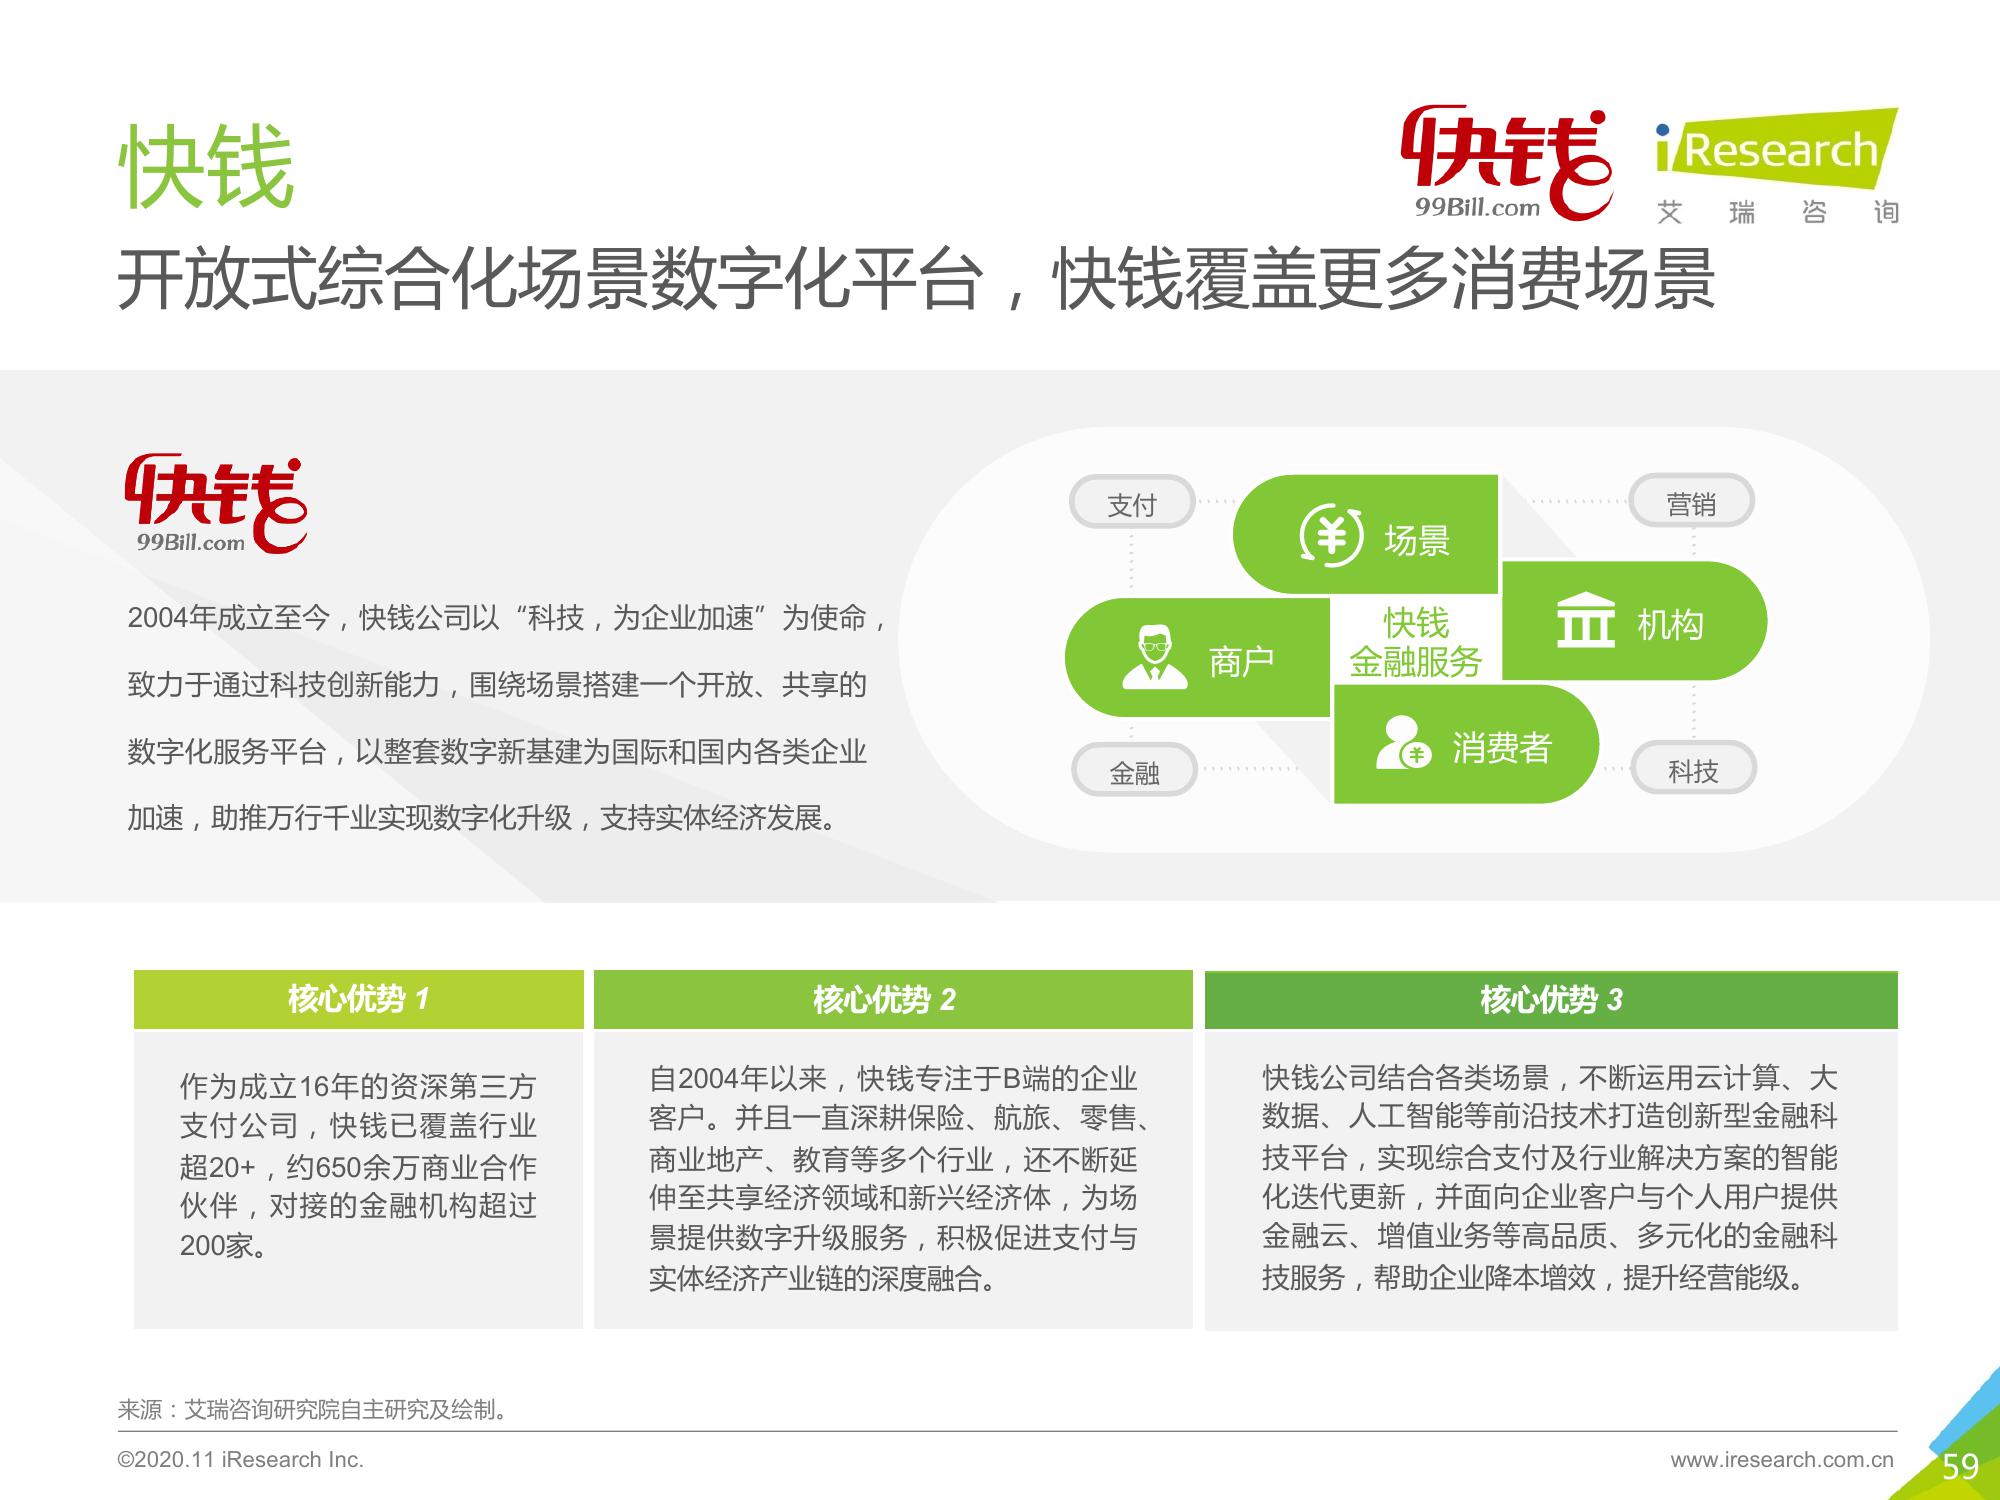 快钱
快钱
99Bill.com
iResearch
艾瑞咨询
开放式综合化场景数字化平台，快钱覆盖更多消费场景
快钱
99Bill.com
2004年成立至今，快钱公司以“科技，为企业加速”为使命，
致力于通过科技创新能力，围绕场景搭建一个开放、共享的
数字化服务平台，以整套数字新基建为国际和国内各类企业
加速，助推万行千业实现数字化升级，支持实体经济发展。
支付
场景
营销
机构
快钱
金融服务
商户
消费者
金融
科技
核心优势 1
作为成立16年的资深第三方
支付公司，快钱已覆盖行业
超20+，约650余万商业合作
伙伴，对接的金融机构超过
200家。
核心优势 2
自2004年以来，快钱专注于B端的企业
客户。并且一直深耕保险、航旅、零售、
商业地产、教育等多个行业，还不断延
伸至共享经济领域和新兴经济体，为场
景提供数字升级服务，积极促进支付与
实体经济产业链的深度融合。
核心优势 3
快钱公司结合各类场景，不断运用云计算、大
数据、人工智能等前沿技术打造创新型金融科
技平台，实现综合支付及行业解决方案的智能
化迭代更新，并面向企业客户与个人用户提供
金融云、增值业务等高品质、多元化的金融科
技服务，帮助企业降本增效，提升经营能级。
来源：艾瑞咨询研究院自主研究及绘制。
©2020.11 iResearch Inc.
www.iresearch.com.cn
59